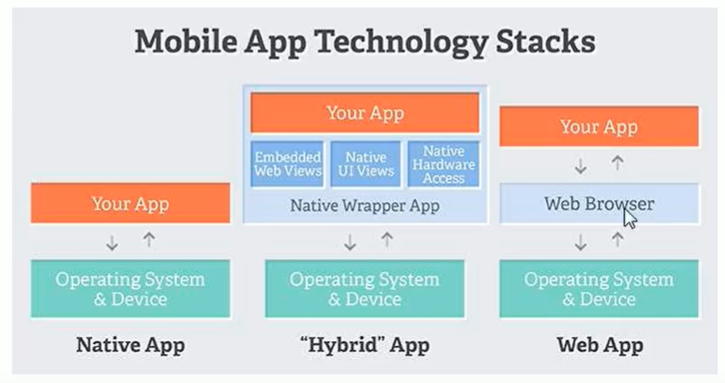 Mobile App Technology Stacks
Your App
Operating System
& Device
Native App
Your App
Embedded
Web Views
Native
UI Views
Native
Hardware
Access
Native Wrapper App
Operating System
& Device
“Hybrid” App
Your App
Web Browser
Operating System
& Device
Web App